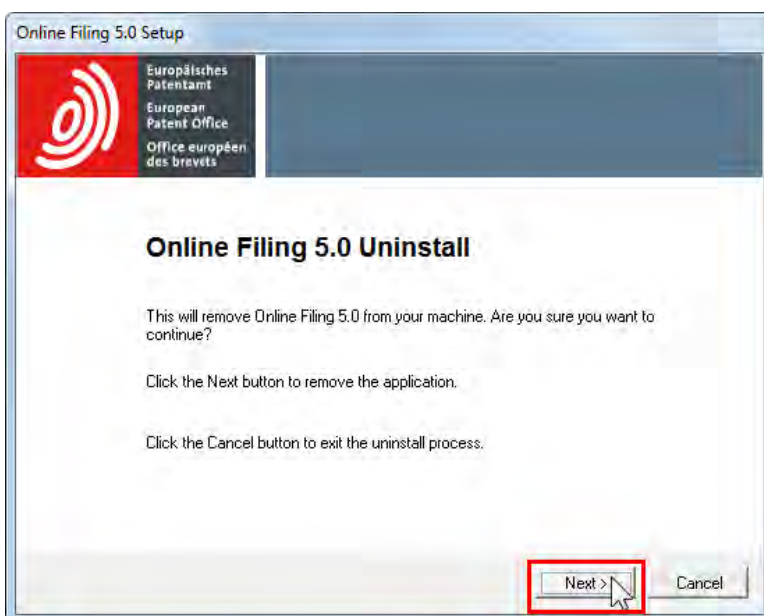 Online Filing 5.0 Setup
Europäisches
Patentamt
European
Patent Office
Office européen
des brevets
Online Filing 5.0 Uninstall
This will remove Online Filing 5.0 from your machine. Are you sure you want to
continue?
Click the Next button to remove the application.
Click the Cancel button to exit the uninstall process.
Next >
Cancel